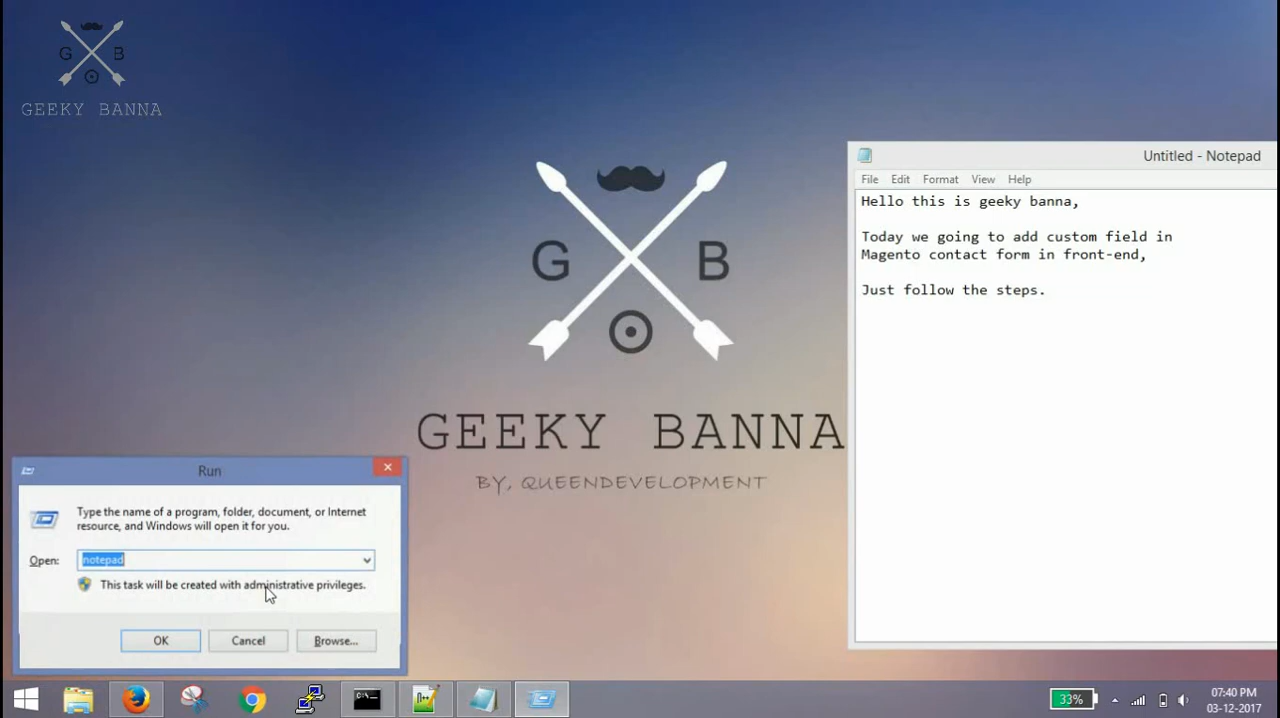 G B
GEEKY BANNA
G B
GEEKY BANNA
BY, QUEENDEVELOPMENT
Untitled - Notepad
File Edit Format View Help
Hello this is geeky banna,
Today we going to add custom field in
Magento contact form in front-end,
Just follow the steps.
Run
Type the name of a program, folder, document, or Internet
resource, and Windows will open it for you.
Open: notepad
This task will be created with administrative privileges.
OK Cancel Browse...
33%
07:40 PM
03-12-2017